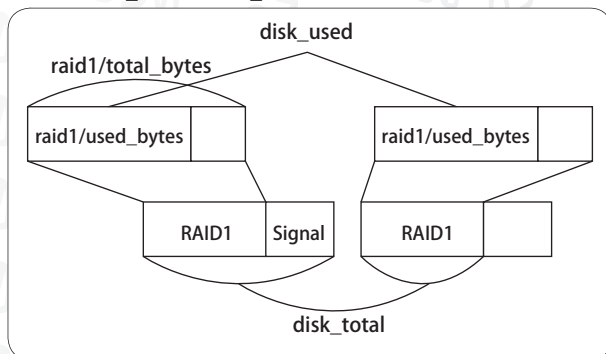 disk_used
raid1/total_bytes
raid1/used_bytes
raid1/used_bytes
RAID1
Signal
RAID1
disk_total